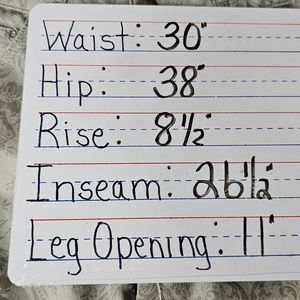 Waist: 30"
Hip: 38"
Rise: 8½"
Inseam: 26½"
Leg Opening: 11"